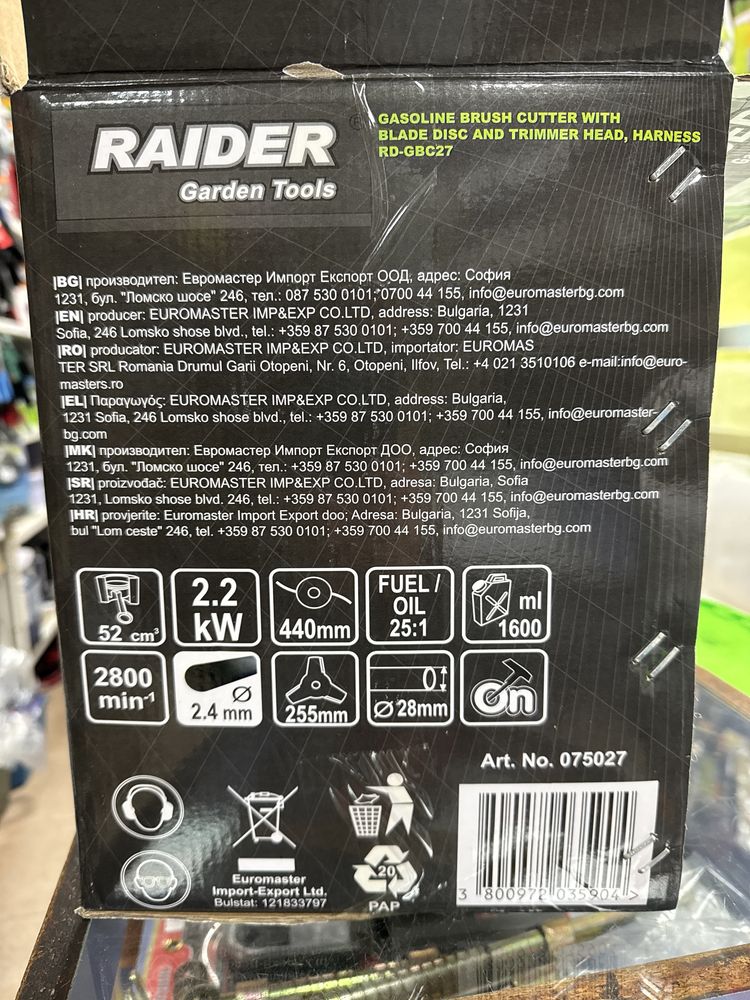 RAIDER ®
Garden Tools
GASOLINE BRUSH CUTTER WITH
BLADE DISC AND TRIMMER HEAD, HARNESS
RD-GBC27
|BG| производител: Евромастер Импорт Експорт ООД, адрес: София
1231, бул. "Ломско шосе" 246, тел.: 087 530 0101; 0700 44 155, info@euromasterbg.com
|EN| producer: EUROMASTER IMP&EXP CO.LTD, address: Bulgaria, 1231
Sofia, 246 Lomsko shose blvd., tel.: +359 87 530 0101; +359 700 44 155, info@euromasterbg.com
|RO| producator: EUROMASTER IMP&EXP CO.LTD, importator: EUROMAS
TER SRL Romania Drumul Garii Otopeni, Nr. 6, Otopeni, Ilfov, Tel.: +4 021 3510106 e-mail:info@euro-
masters.ro
|EL| Παραγωγός: EUROMASTER IMP&EXP CO.LTD, address: Bulgaria,
1231 Sofia, 246 Lomsko shose blvd., tel.: +359 87 530 0101; +359 700 44 155, info@euromaster-
bg.com
|MK| производител: Евромастер Импорт Експорт ДОО, адрес: София
1231, бул. "Ломско шосе" 246, тел.: +359 87 530 0101; +359 700 44 155, info@euromasterbg.com
|SR| proizvođač: EUROMASTER IMP&EXP CO.LTD, adresa: Bulgaria, Sofia
1231, Lomsko shose blvd. 246, tel.: +359 87 530 0101; +359 700 44 155, info@euromasterbg.com
|HR| provjerite: Euromaster Import Export doo; Adresa: Bulgaria, 1231 Sofija,
bul "Lom ceste" 246, tel. +359 87 530 0101; +359 700 44 155, info@euromasterbg.com
52 cm³
2.2
kW
440mm
FUEL /
OIL
25:1
ml
1600
2800
min⁻¹
Ø
2.4 mm
255mm
Ø 28mm
On
Art. No. 075027
Euromaster
Import-Export Ltd.
Bulstat: 121833797
20
PAP
3 800972 035904 >